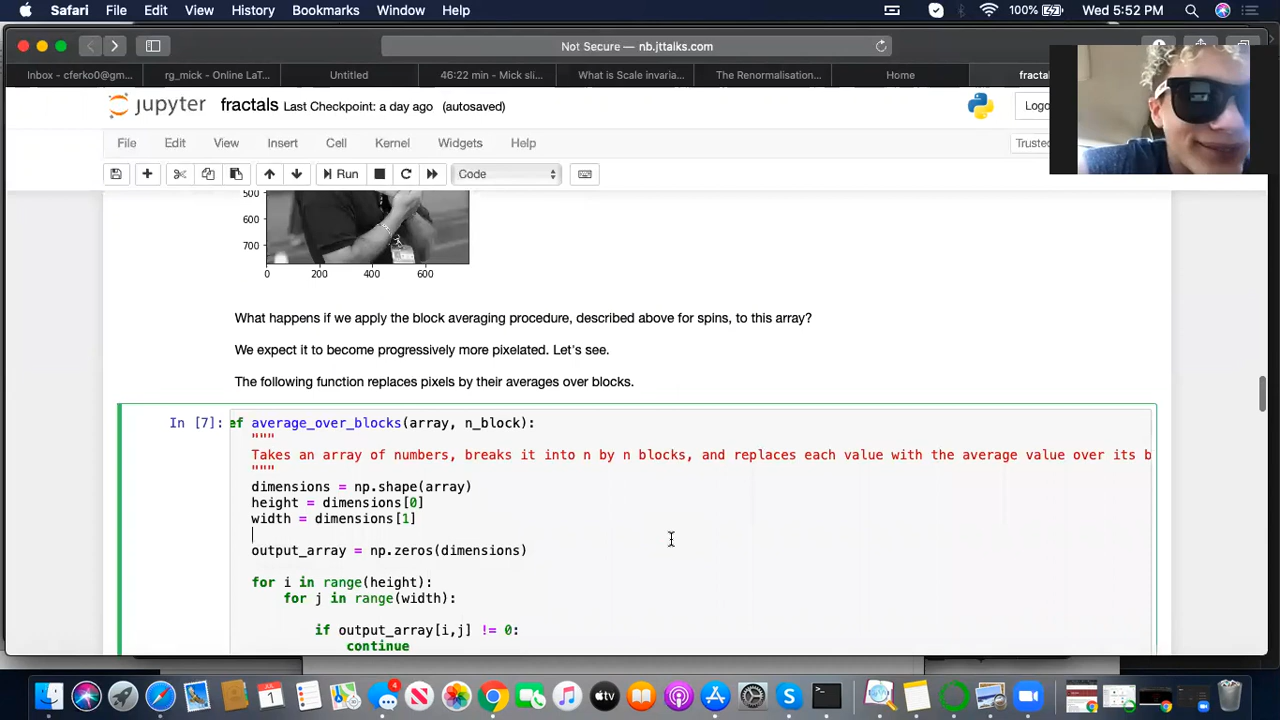 Safari File Edit View History Bookmarks Window Help 100% Wed 5:52 PM
Not Secure — nb.jttalks.com
Inbox - cferko0@gm... rg_mick - Online LaT... Untitled 46:22 min - Mick sli... What is Scale invaria... The Renormalisation... Home fractals
jupyter fractals Last Checkpoint: a day ago (autosaved) Logo
File Edit View Insert Cell Kernel Widgets Help Trusted
Run Code
500
600
700
0 200 400 600
What happens if we apply the block averaging procedure, described above for spins, to this array?
We expect it to become progressively more pixelated. Let's see.
The following function replaces pixels by their averages over blocks.
In [7]: ef average_over_blocks(array, n_block):
"""
Takes an array of numbers, breaks it into n by n blocks, and replaces each value with the average value over its b
"""
dimensions = np.shape(array)
height = dimensions[0]
width = dimensions[1]
output_array = np.zeros(dimensions)
for i in range(height):
for j in range(width):
if output_array[i,j] != 0:
continue
4
JUL
1